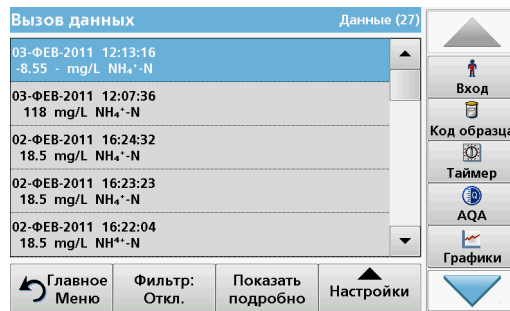 Вызов данных Данные (27)
03-ФЕВ-2011 12:13:16
-8.55 - mg/L NH₄⁺-N
03-ФЕВ-2011 12:07:36
118 mg/L NH₄⁺-N
02-ФЕВ-2011 16:24:32
18.5 mg/L NH₄⁺-N
02-ФЕВ-2011 16:23:23
18.5 mg/L NH₄⁺-N
02-ФЕВ-2011 16:22:04
18.5 mg/L NH⁴⁺-N
Вход
Код образца
Таймер
AQA
Графики
Главное
Меню
Фильтр:
Откл.
Показать
подробно
Настройки